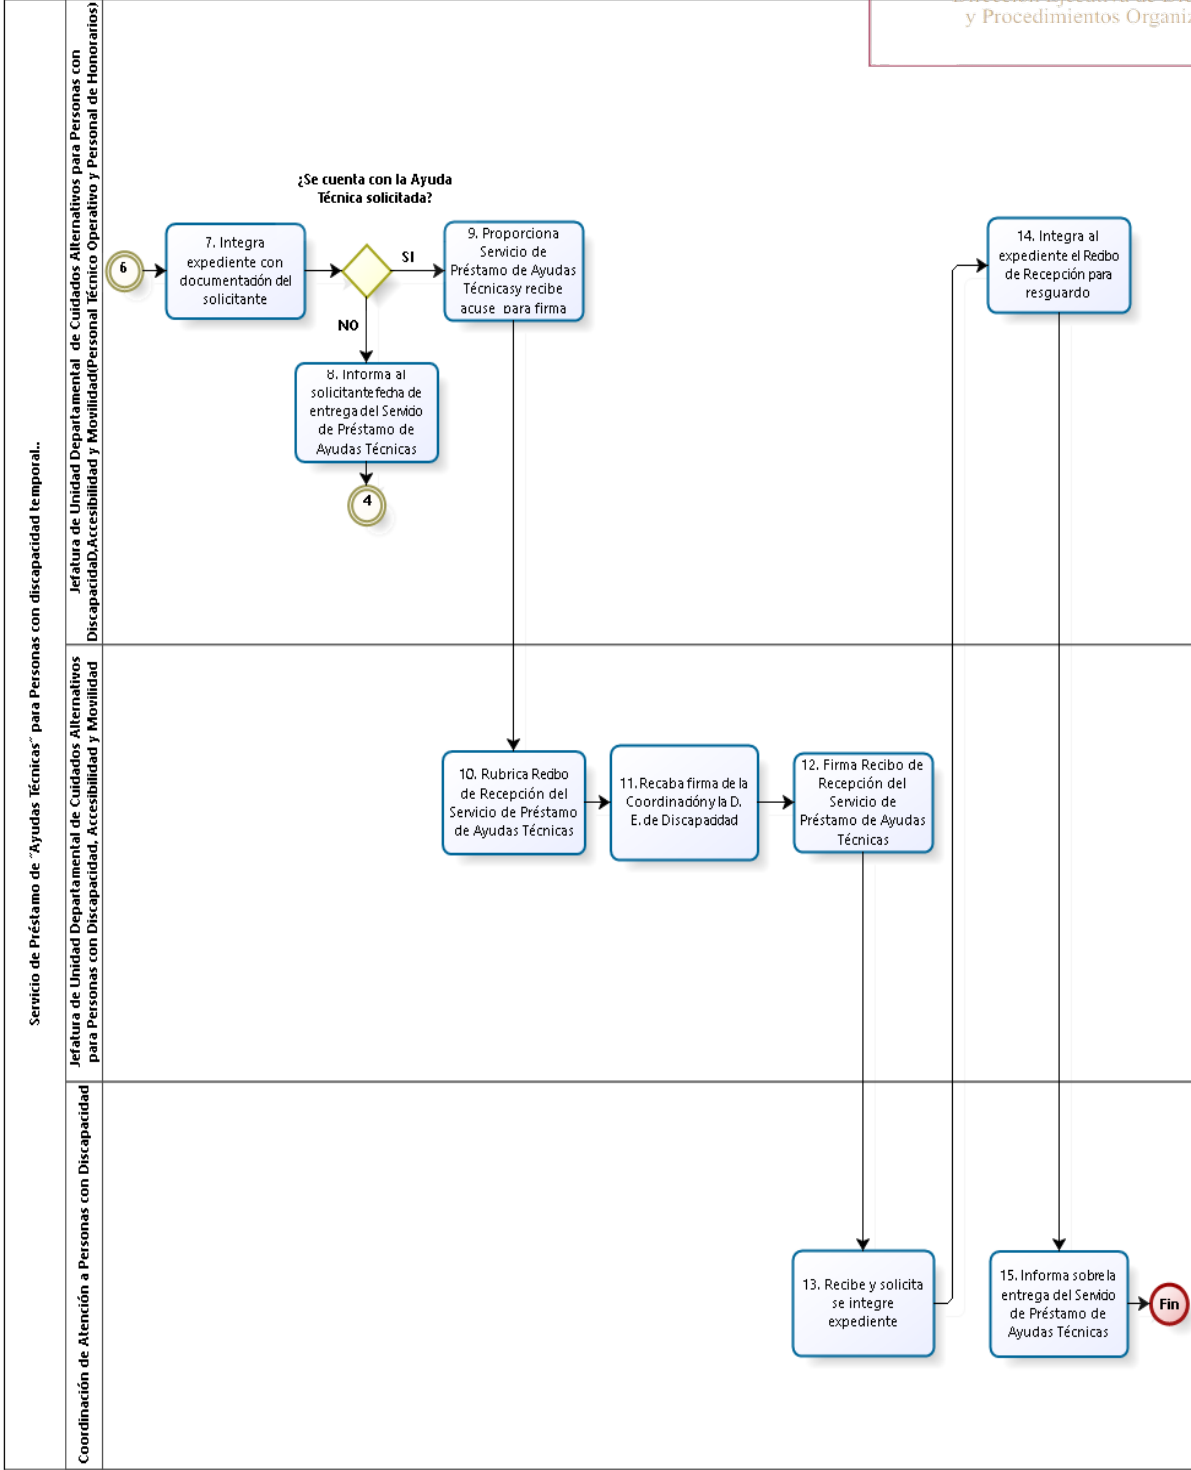 y Procedimientos Organiz
Servicio de Préstamo de ˝Ayudas Técnicas˝ para Personas con discapacidad temporal..
Jefatura de Unidad Departamental de Cuidados Alternativos para Personas con
DiscapacidaD,Accesibilidad y Movilidad(Personal Técnico Operativo y Personal de Honorarios)
¿Se cuenta con la Ayuda
Técnica solicitada?
6
7. Integra
expediente con
documentación del
solicitante
SI
NO
9. Proporciona
Servicio de
Préstamo de Ayudas
Técnicasy recibe
acuse para firma
8. Informa al
solicitante fecha de
entrega del Servicio
de Préstamo de
Ayudas Técnicas
4
14. Integra al
expediente el Recibo
de Recepción para
resguardo
Jefatura de Unidad Departamental de Cuidados Alternativos
para Personas con Discapacidad, Accesibilidad y Movilidad
10. Rubrica Recibo
de Recepción del
Servicio de Préstamo
de Ayudas Técnicas
11. Recaba firma de la
Coordinación y la D.
E. de Discapacidad
12. Firma Recibo de
Recepción del
Servicio de
Préstamo de Ayudas
Técnicas
Coordinación de Atención a Personas con Discapacidad
13. Recibe y solicita
se integre
expediente
15. Informa sobre la
entrega del Servicio
de Préstamo de
Ayudas Técnicas
Fin